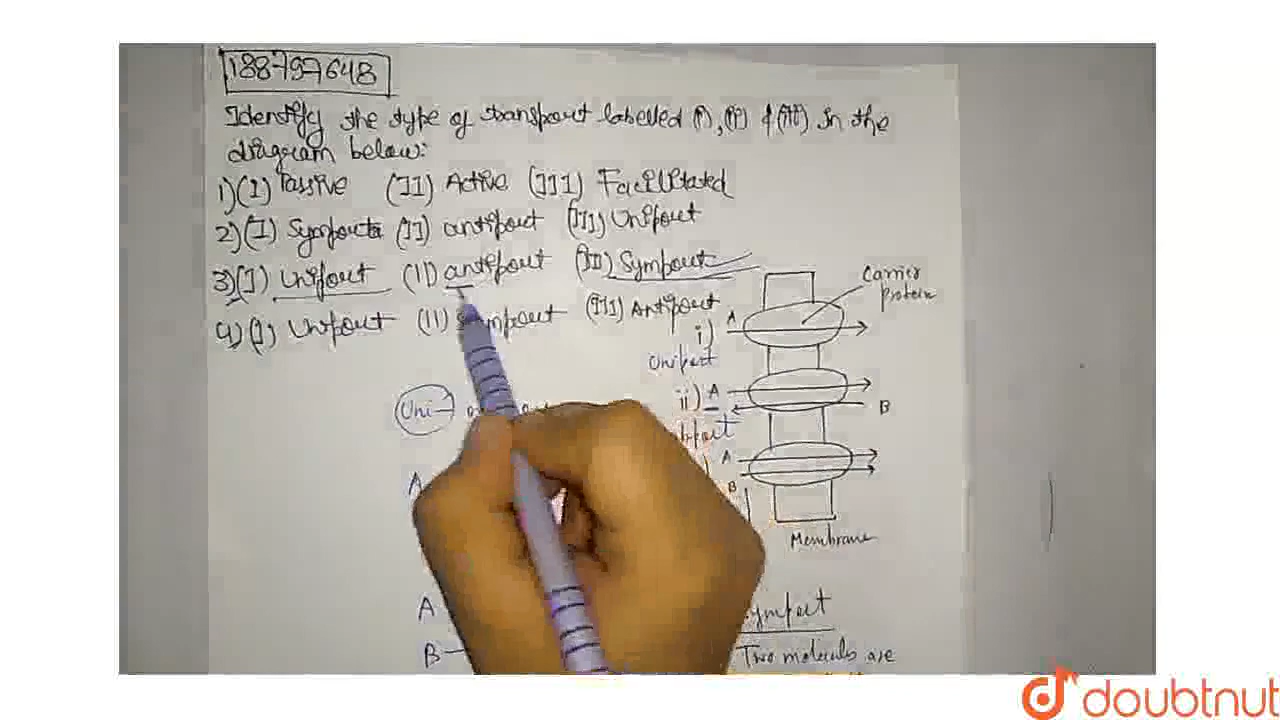 188797648
Identify the type of transport labelled (i), (ii) & (iii) in the
diagram below:
1) (I) Passive (II) Active (III) Facilitated
2) (I) Symport (II) antiport (III) Uniport
3) (I) Uniport (II) antiport (III) Symport
4) (I) Uniport (II) Symport (III) Antiport
Carrier
Protein
i) A
Uniport
ii) A
B
A
B
Membrane
Uni →
A
A
B
Symport
Two molecules are
doubtnut